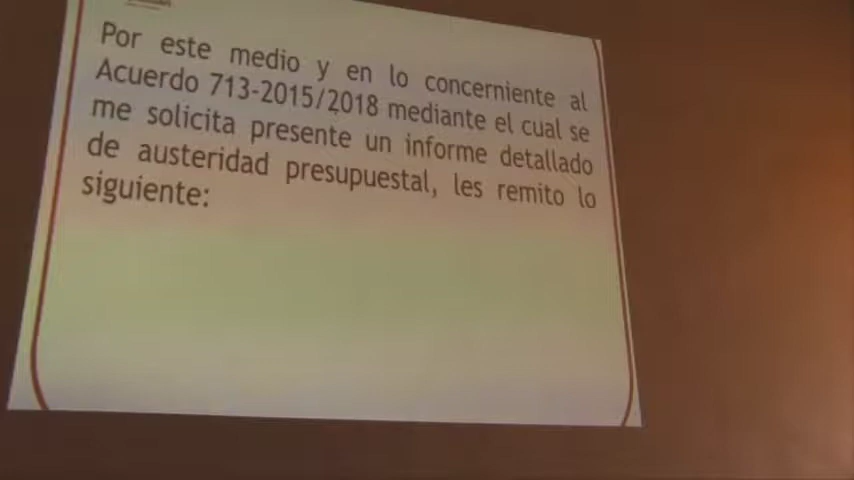 Por este medio y en lo concerniente al
Acuerdo 713-2015/2018 mediante el cual se
me solicita presente un informe detallado
de austeridad presupuestal, les remito lo
siguiente: